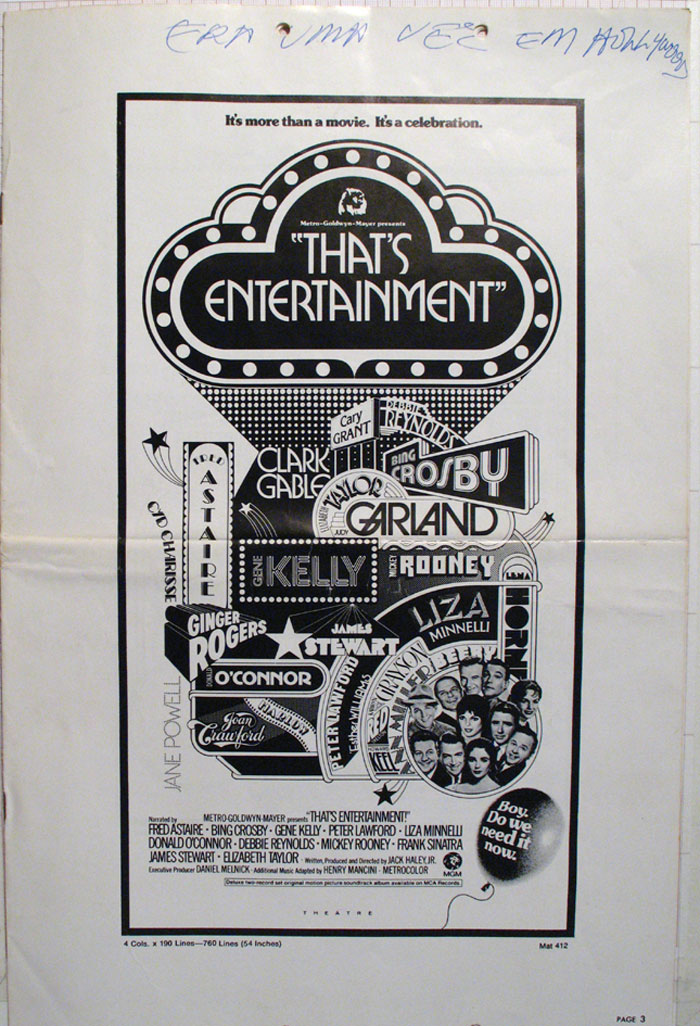 ERA UMA VEZ EM HOLLYWOOD
It's more than a movie. It's a celebration.
Metro-Goldwyn-Mayer presents
"THAT'S
ENTERTAINMENT"
Cary
GRANT
DEBBIE
REYNOLDS
CLARK
GABLE
BING
CROSBY
FRED
ASTAIRE
ELIZABETH
TAYLOR
JUDY
GARLAND
CYD CHARISSE
GENE
KELLY
MICKEY
ROONEY
LENA
HORNE
LIZA
MINNELLI
GINGER
ROGERS
JAMES
STEWART
DONALD
O'CONNOR
PETER LAWFORD
Esther WILLIAMS
GRAYSON
BEERY
MILLER
KEEL
Joan
Crawford
HARLOW
JANE POWELL
Boy.
Do we
need it
now.
Narrated by METRO-GOLDWYN-MAYER presents "THAT'S ENTERTAINMENT!"
FRED ASTAIRE · BING CROSBY · GENE KELLY · PETER LAWFORD · LIZA MINNELLI
DONALD O'CONNOR · DEBBIE REYNOLDS · MICKEY ROONEY · FRANK SINATRA
JAMES STEWART · ELIZABETH TAYLOR · Written, Produced and Directed by JACK HALEY, JR.
Executive Producer DANIEL MELNICK · Additional Music Adapted by HENRY MANCINI · METROCOLOR
MGM
Deluxe two-record set original motion picture soundtrack album available on MCA Records.
THEATRE
4 Cols. x 190 Lines—760 Lines (54 Inches)
Mat 412
PAGE 3